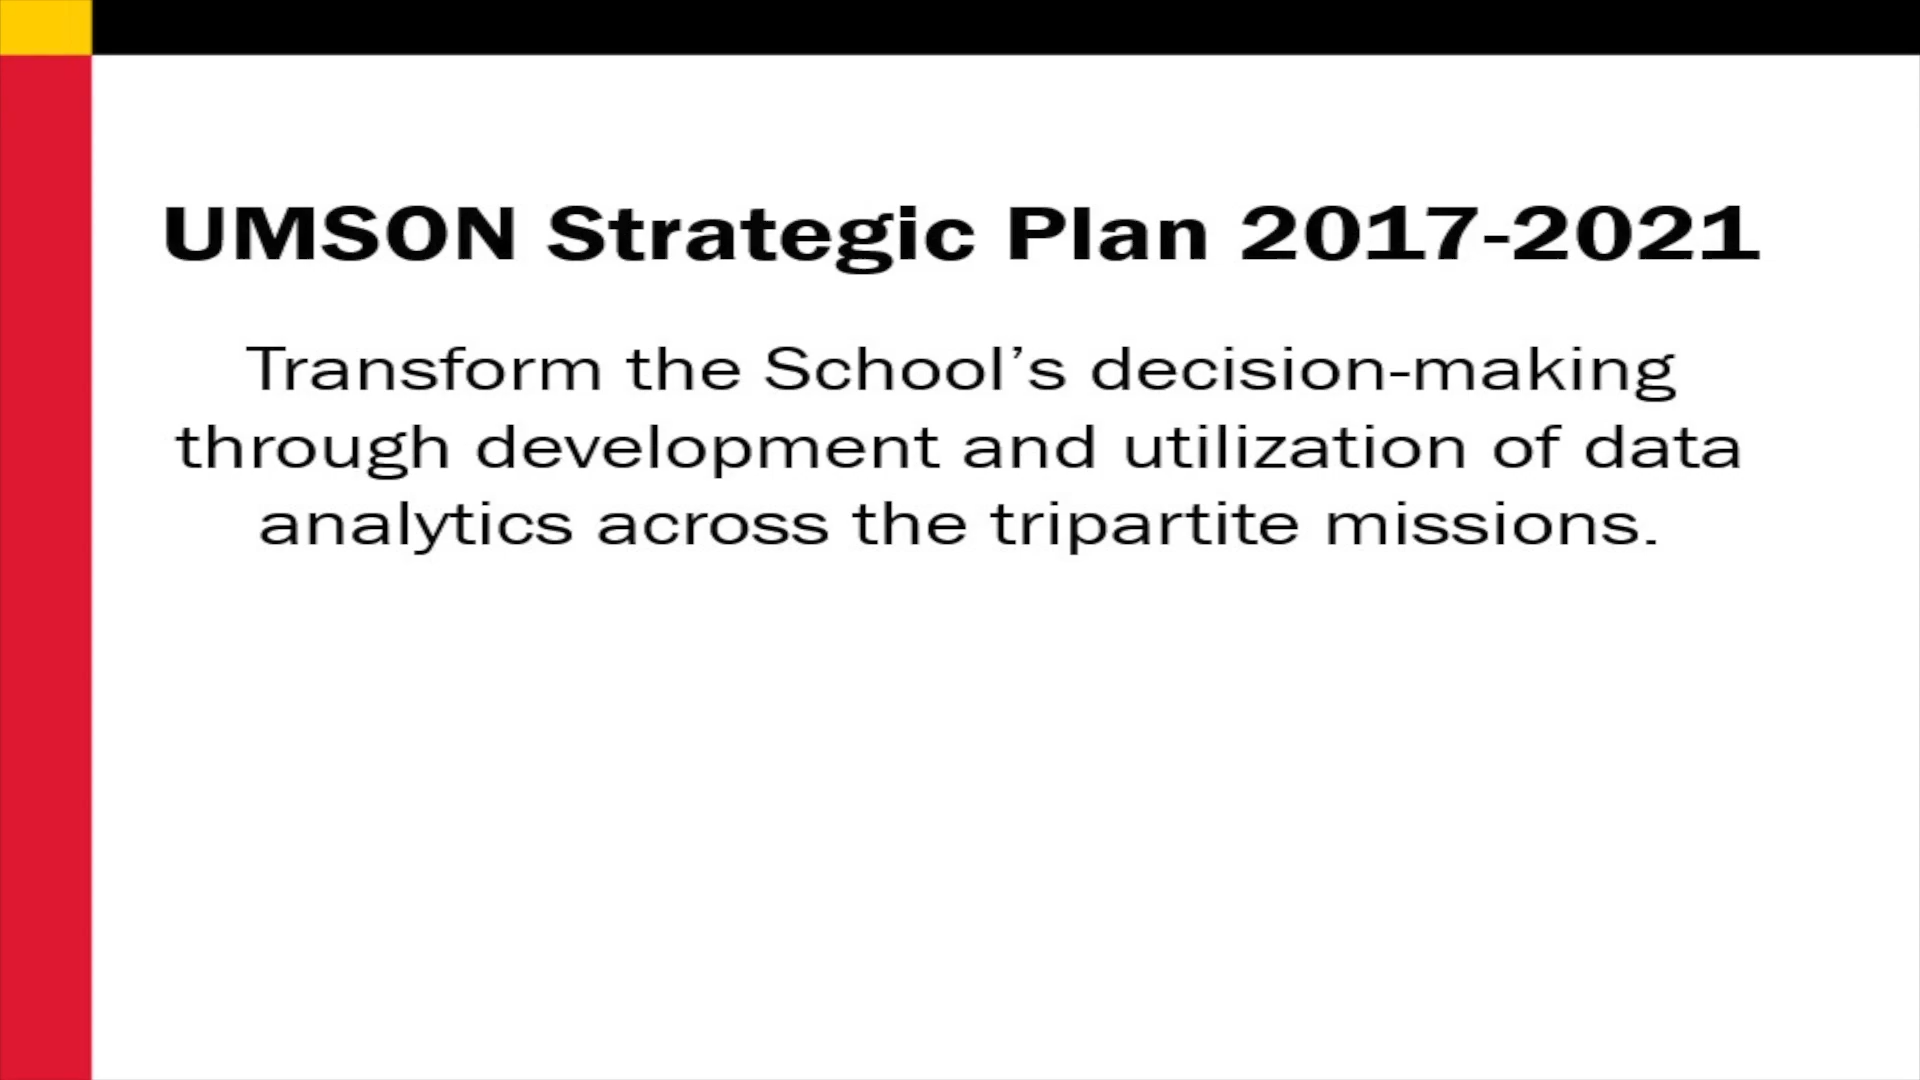 UMSON Strategic Plan 2017-2021
Transform the School’s decision-making
through development and utilization of data
analytics across the tripartite missions.